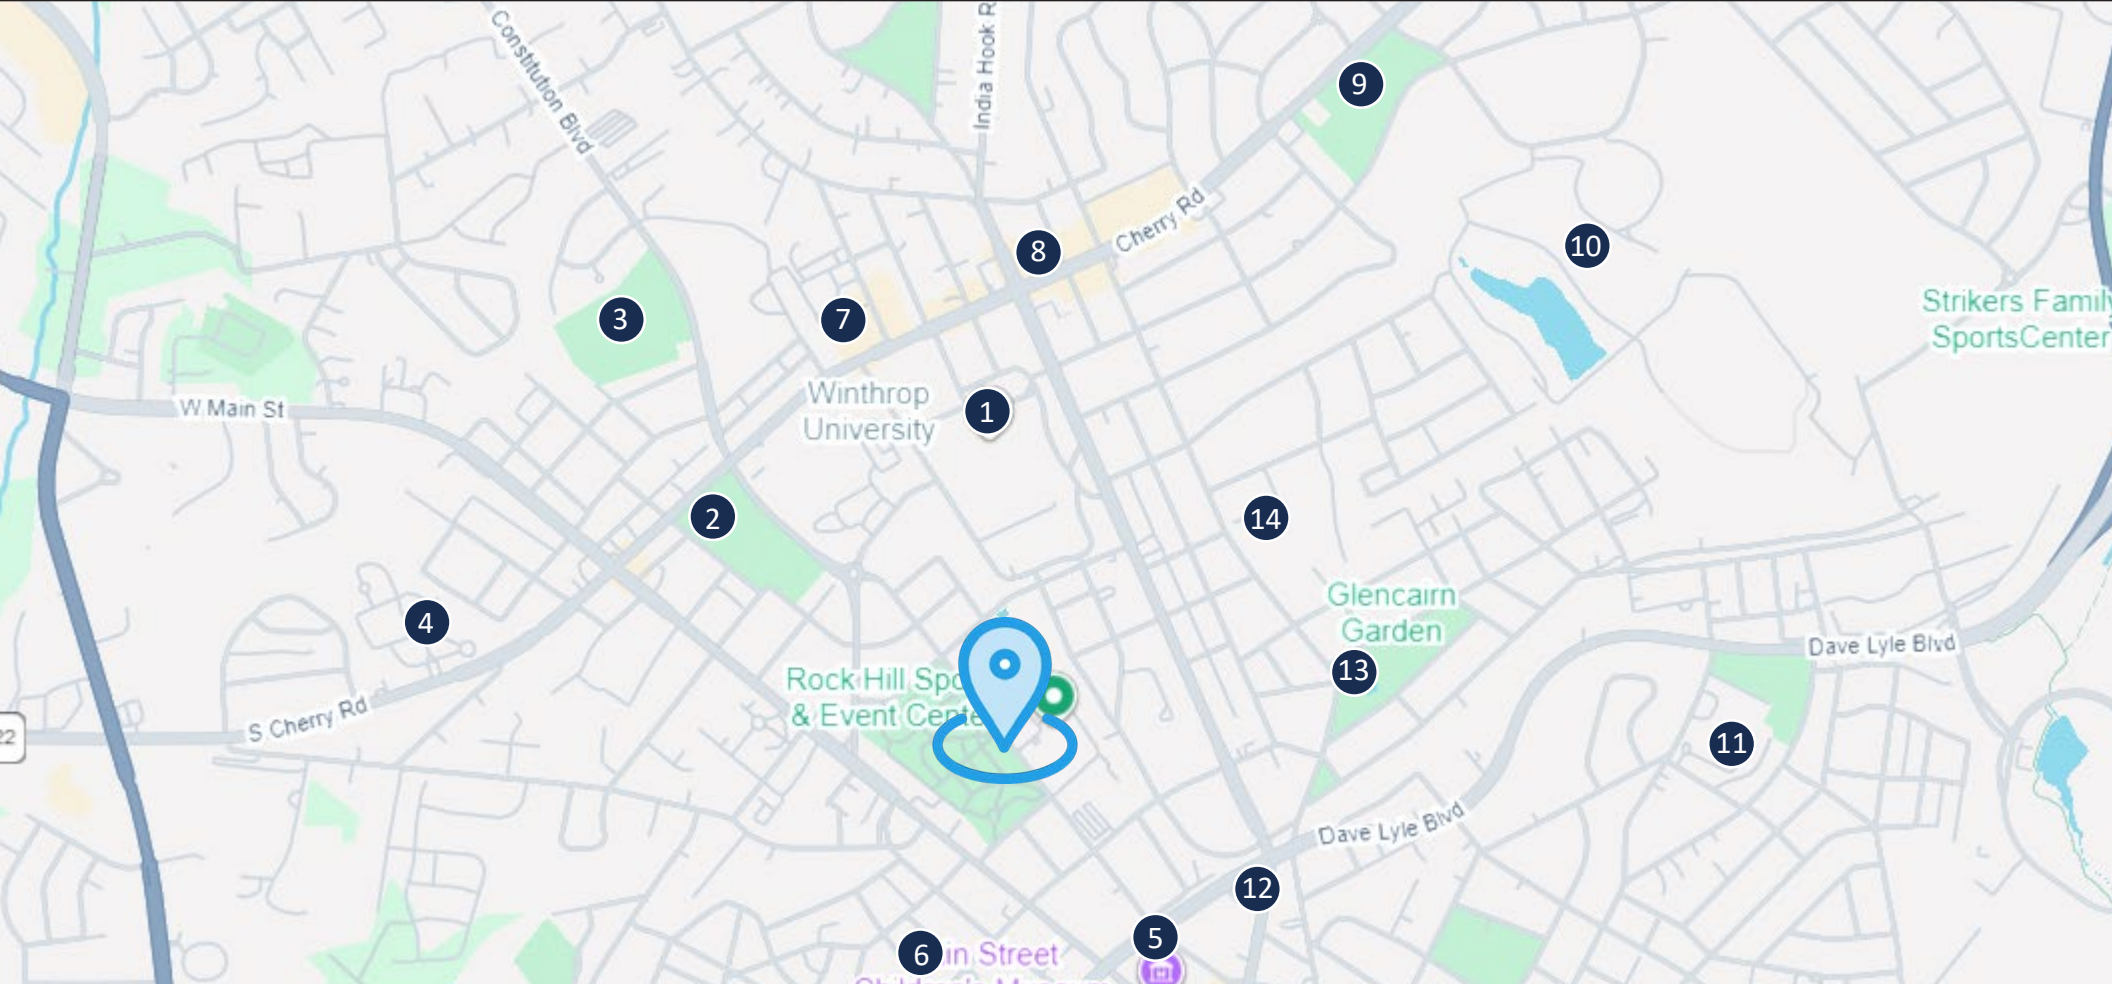 Constitution Blvd
India Hook R
9
Cherry Rd
8
10
3
7
Strikers Family
SportsCenter
W Main St
Winthrop
University
1
2
14
Glencairn
Garden
4
Dave Lyle Blvd
13
Rock Hill Spo
& Event Cente
S Cherry Rd
22
11
Dave Lyle Blvd
12
5
6
in Street